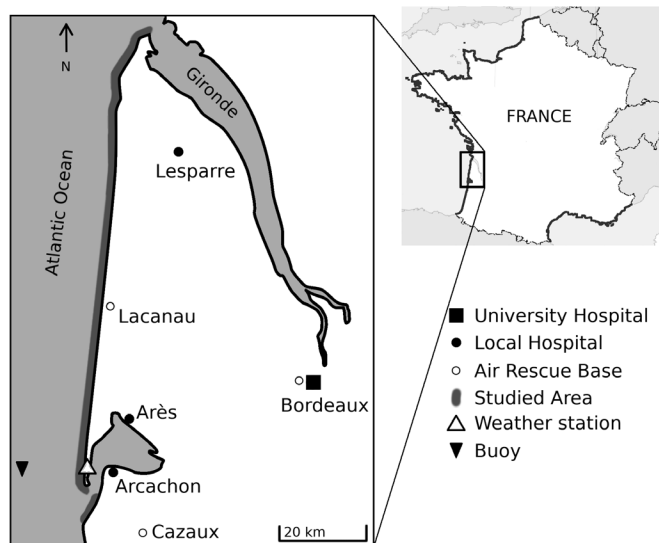 N
Gironde
FRANCE
Lesparre
Atlantic Ocean
Lacanau
University Hospital
Local Hospital
Air Rescue Base
Studied Area
Weather station
Buoy
Bordeaux
Arès
Arcachon
Cazaux
20 km